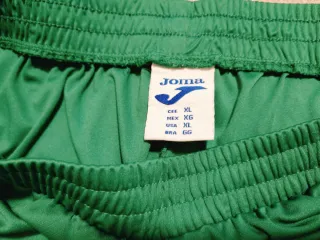 Joma
CEE XL
MEX XG
USA XL
BRA GG